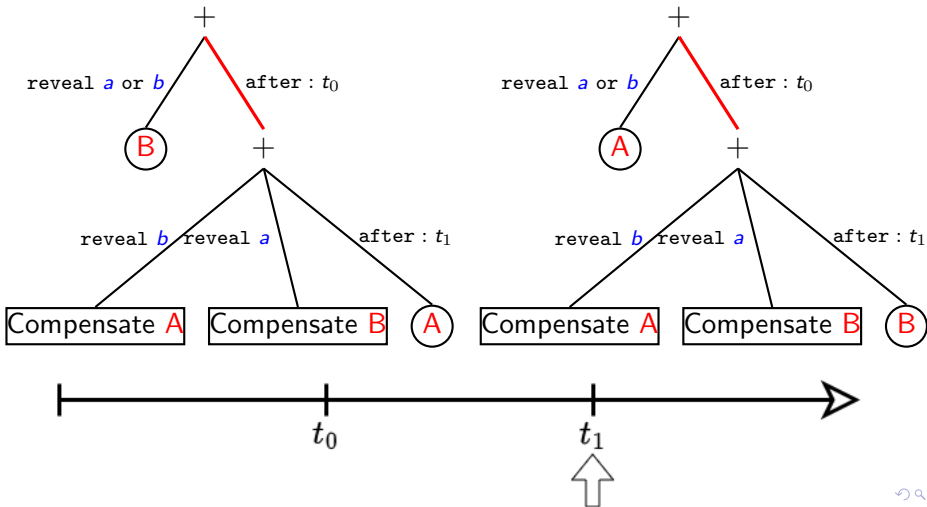 + +
reveal a or b after : t₀ reveal a or b after : t₀
B A
+ +
reveal b reveal a after : t₁ reveal b reveal a after : t₁
Compensate A Compensate B A Compensate A Compensate B B
t₀ t₁